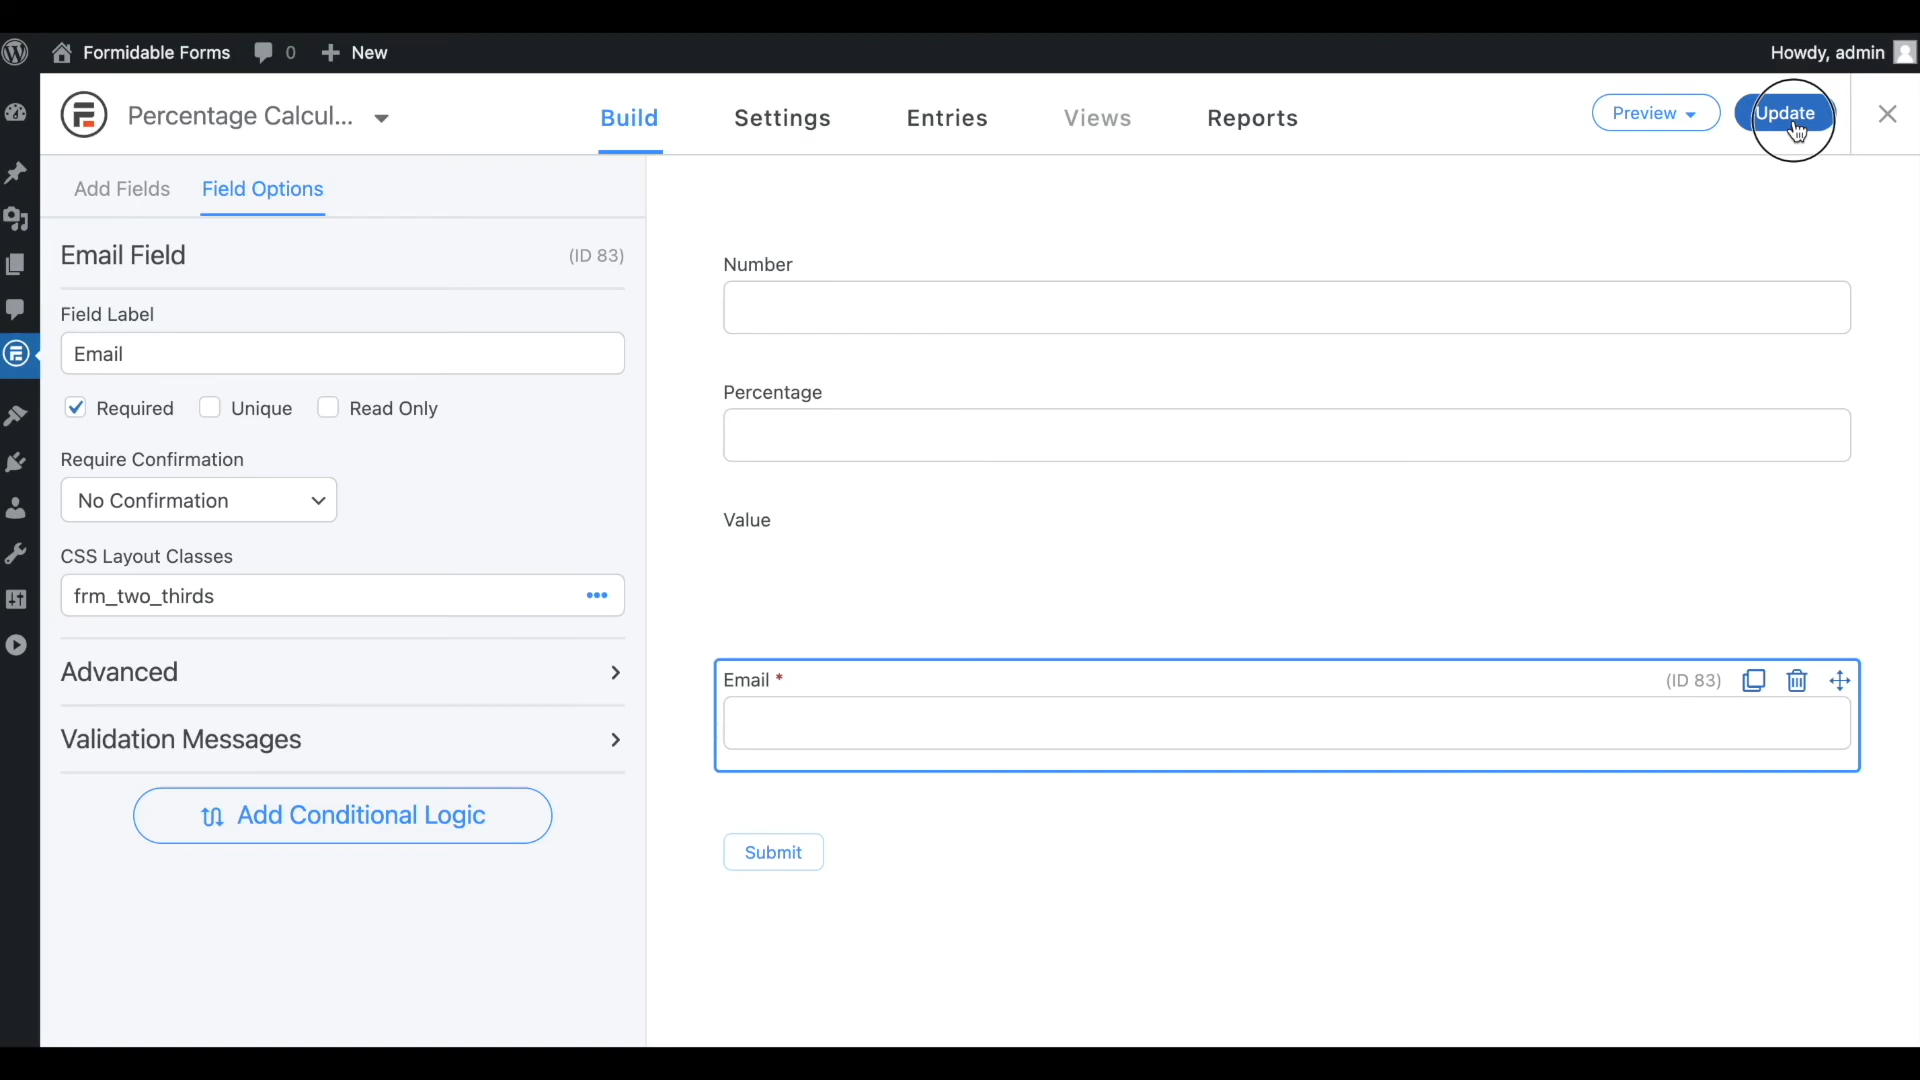 Formidable Forms 0 New Howdy, admin
Percentage Calcul... Build Settings Entries Views Reports Preview Update
Add Fields Field Options
Email Field (ID 83)
Field Label
Email
Required Unique Read Only
Require Confirmation
No Confirmation
CSS Layout Classes
frm_two_thirds
Advanced
Validation Messages
Add Conditional Logic
Number
Percentage
Value
Email * (ID 83)
Submit